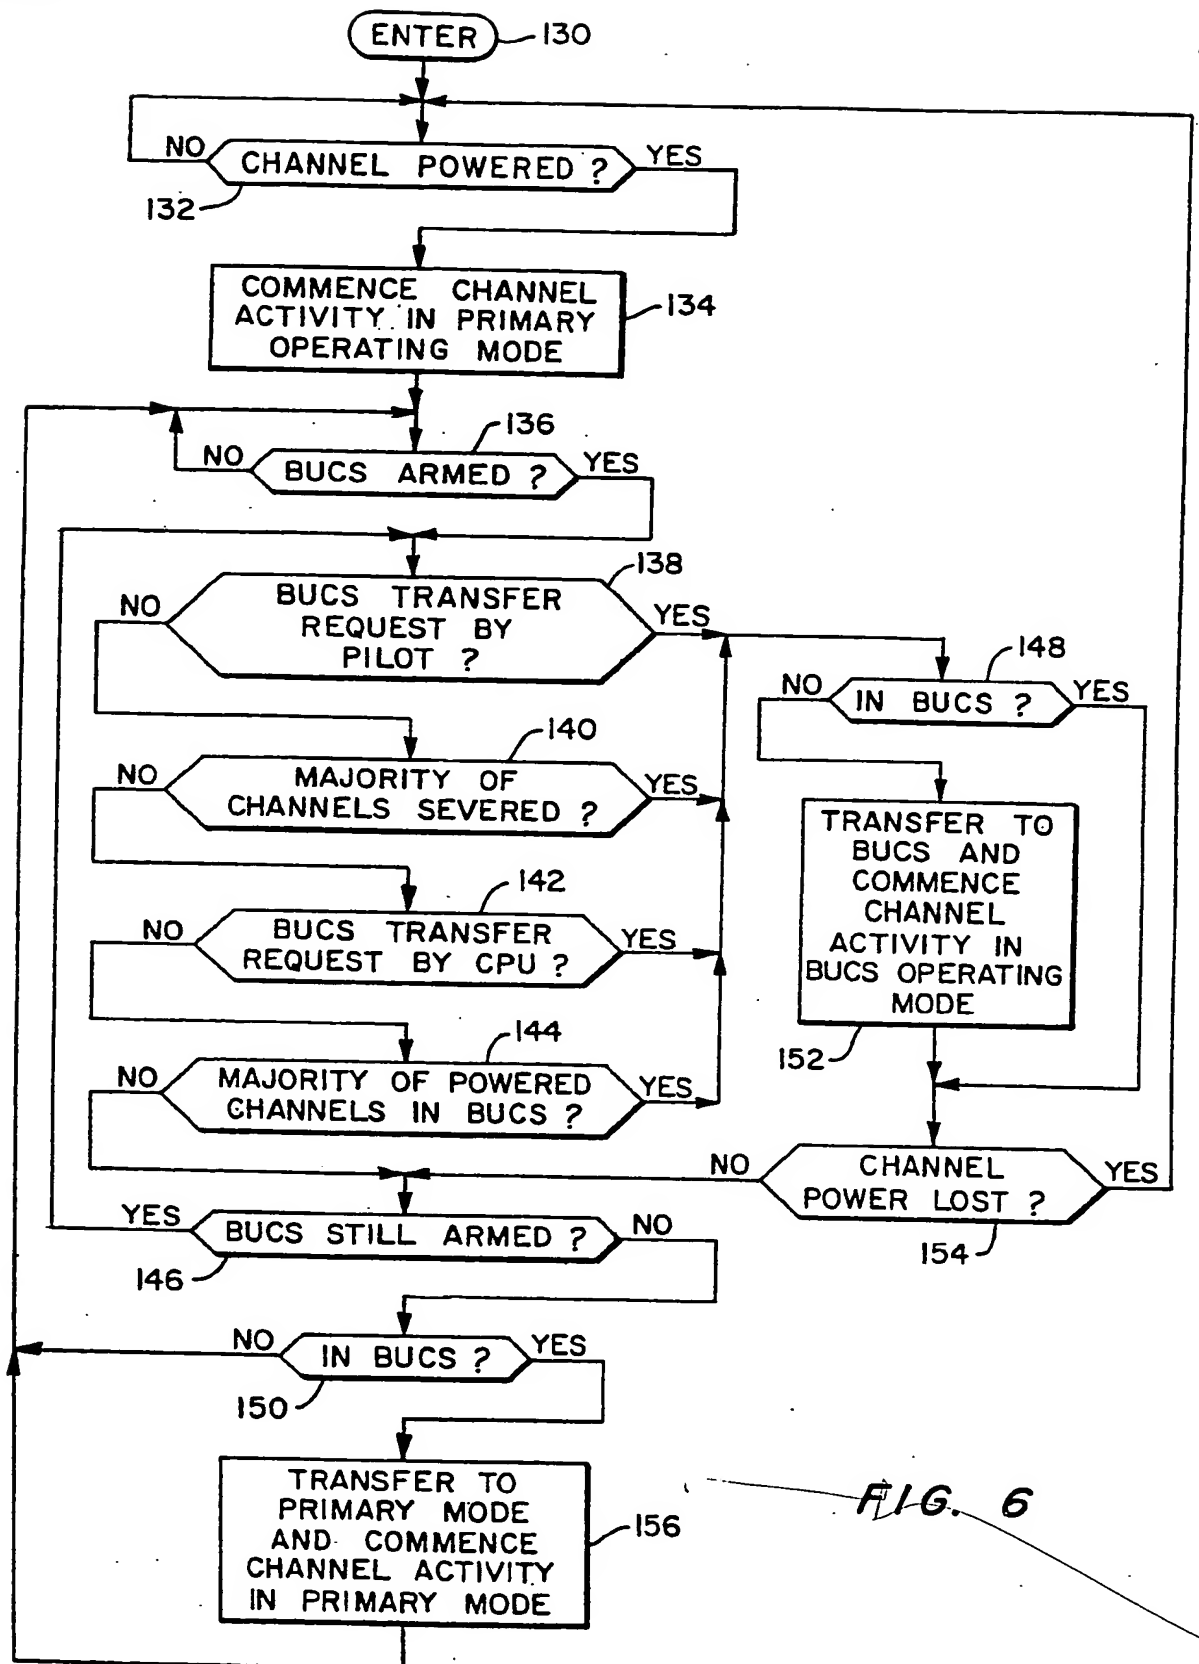 ENTER
130
NO
CHANNEL POWERED ?
YES
132
COMMENCE CHANNEL
ACTIVITY IN PRIMARY
OPERATING MODE
134
136
NO
BUCS ARMED ?
YES
138
NO
BUCS TRANSFER
REQUEST BY
PILOT ?
YES
148
NO
IN BUCS ?
YES
140
NO
MAJORITY OF
CHANNELS SEVERED ?
YES
TRANSFER TO
BUCS AND
COMMENCE
CHANNEL
ACTIVITY IN
BUCS OPERATING
MODE
152
142
NO
BUCS TRANSFER
REQUEST BY CPU ?
YES
144
NO
MAJORITY OF POWERED
CHANNELS IN BUCS ?
YES
NO
CHANNEL
POWER LOST ?
YES
154
YES
BUCS STILL ARMED ?
NO
146
NO
IN BUCS ?
YES
150
TRANSFER TO
PRIMARY MODE
AND COMMENCE
CHANNEL ACTIVITY
IN PRIMARY MODE
156
FIG. 6